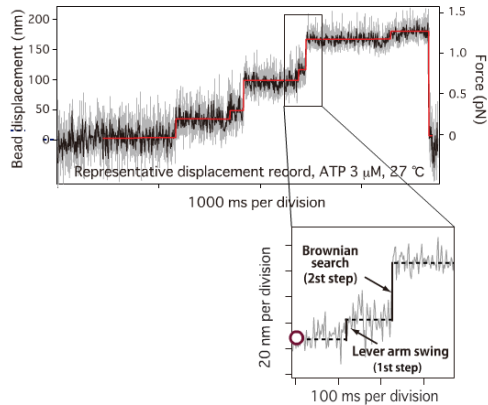 200
150
100
50
0
Bead displacement (nm)
1.5
1.0
0.5
0
Force (pN)
Representative displacement record, ATP 3 μM, 27 ℃
1000 ms per division
Brownian
search
(2st step)
Lever arm swing
(1st step)
20 nm per division
100 ms per division